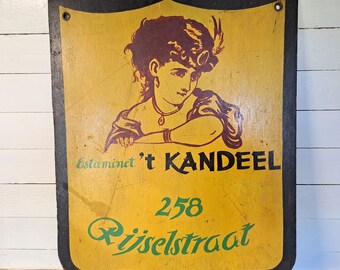 Estaminet 't KANDEEL
258
Rijselstraat